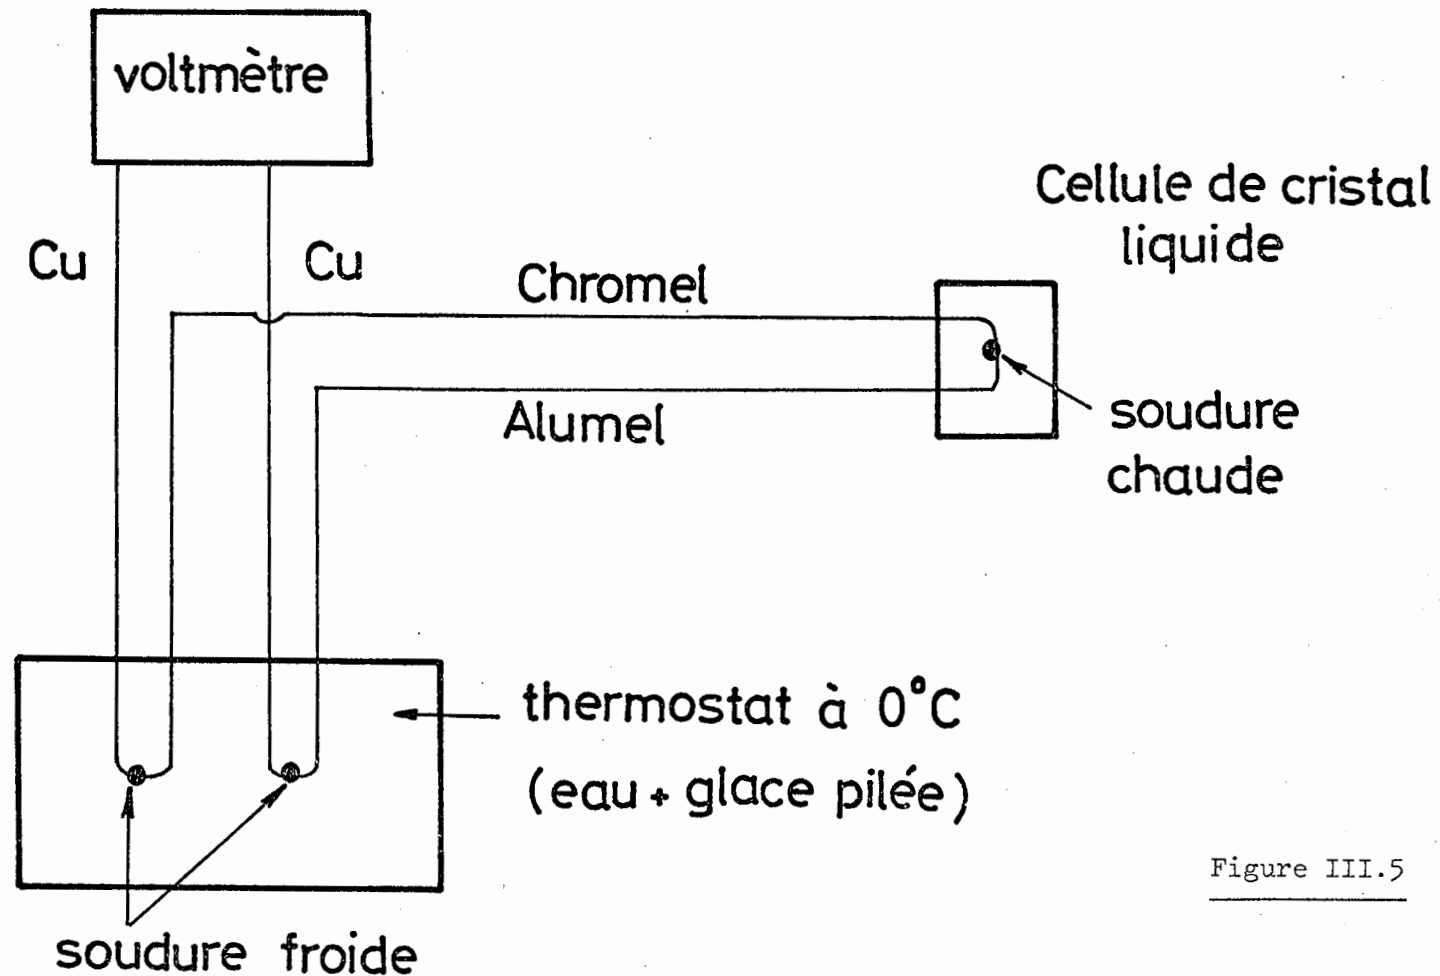 voltmètre
Cu
Cu
Chromel
Alumel
Cellule de cristal
liquide
soudure
chaude
thermostat à 0°C
(eau + glace pilée)
soudure froide
Figure III.5